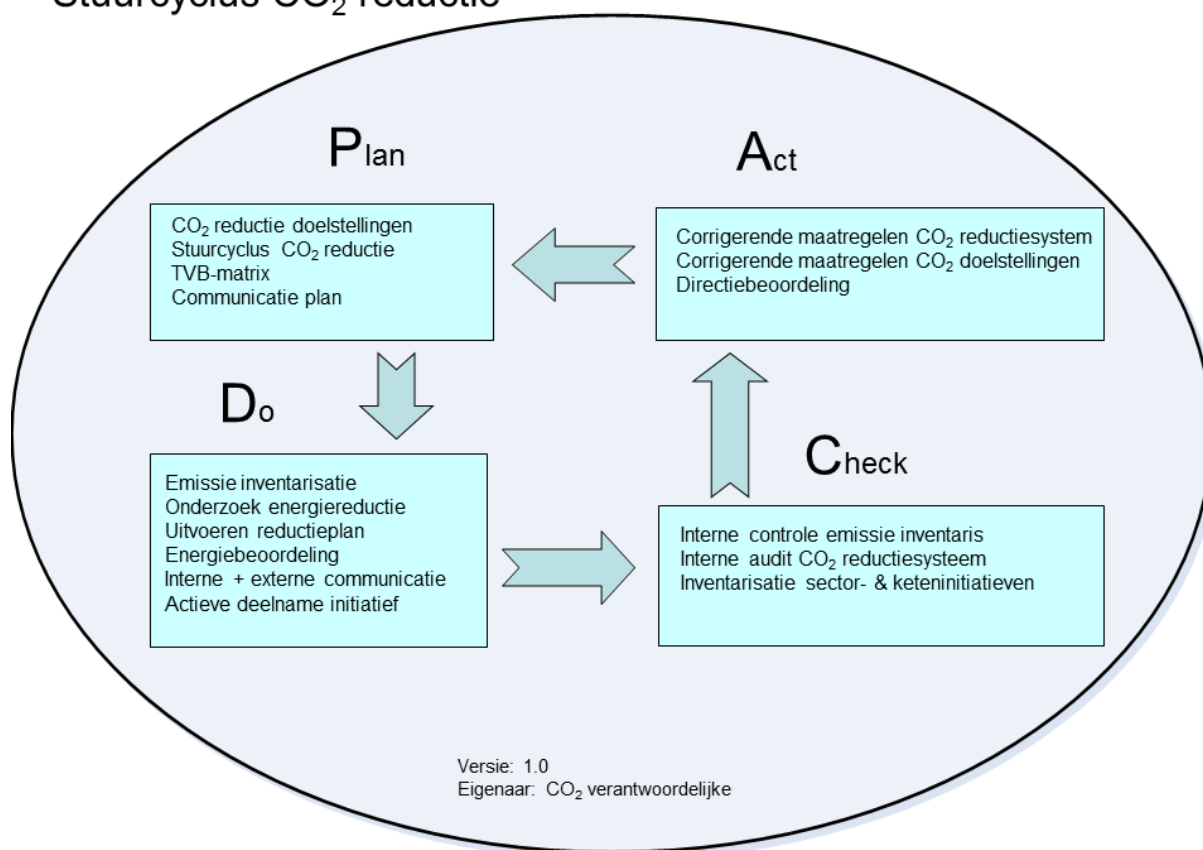 Stuurcyclus CO₂ reductie
Plan
CO₂ reductie doelstellingen
Stuurcyclus CO₂ reductie
TVB-matrix
Communicatie plan
Act
Corrigerende maatregelen CO₂ reductiesystem
Corrigerende maatregelen CO₂ doelstellingen
Directiebeoordeling
Do
Emissie inventarisatie
Onderzoek energiereductie
Uitvoeren reductieplan
Energiebeoordeling
Interne + externe communicatie
Actieve deelname initiatief
Check
Interne controle emissie inventaris
Interne audit CO₂ reductiesysteem
Inventarisatie sector- & keteninitiatieven
Versie: 1.0
Eigenaar: CO₂ verantwoordelijke